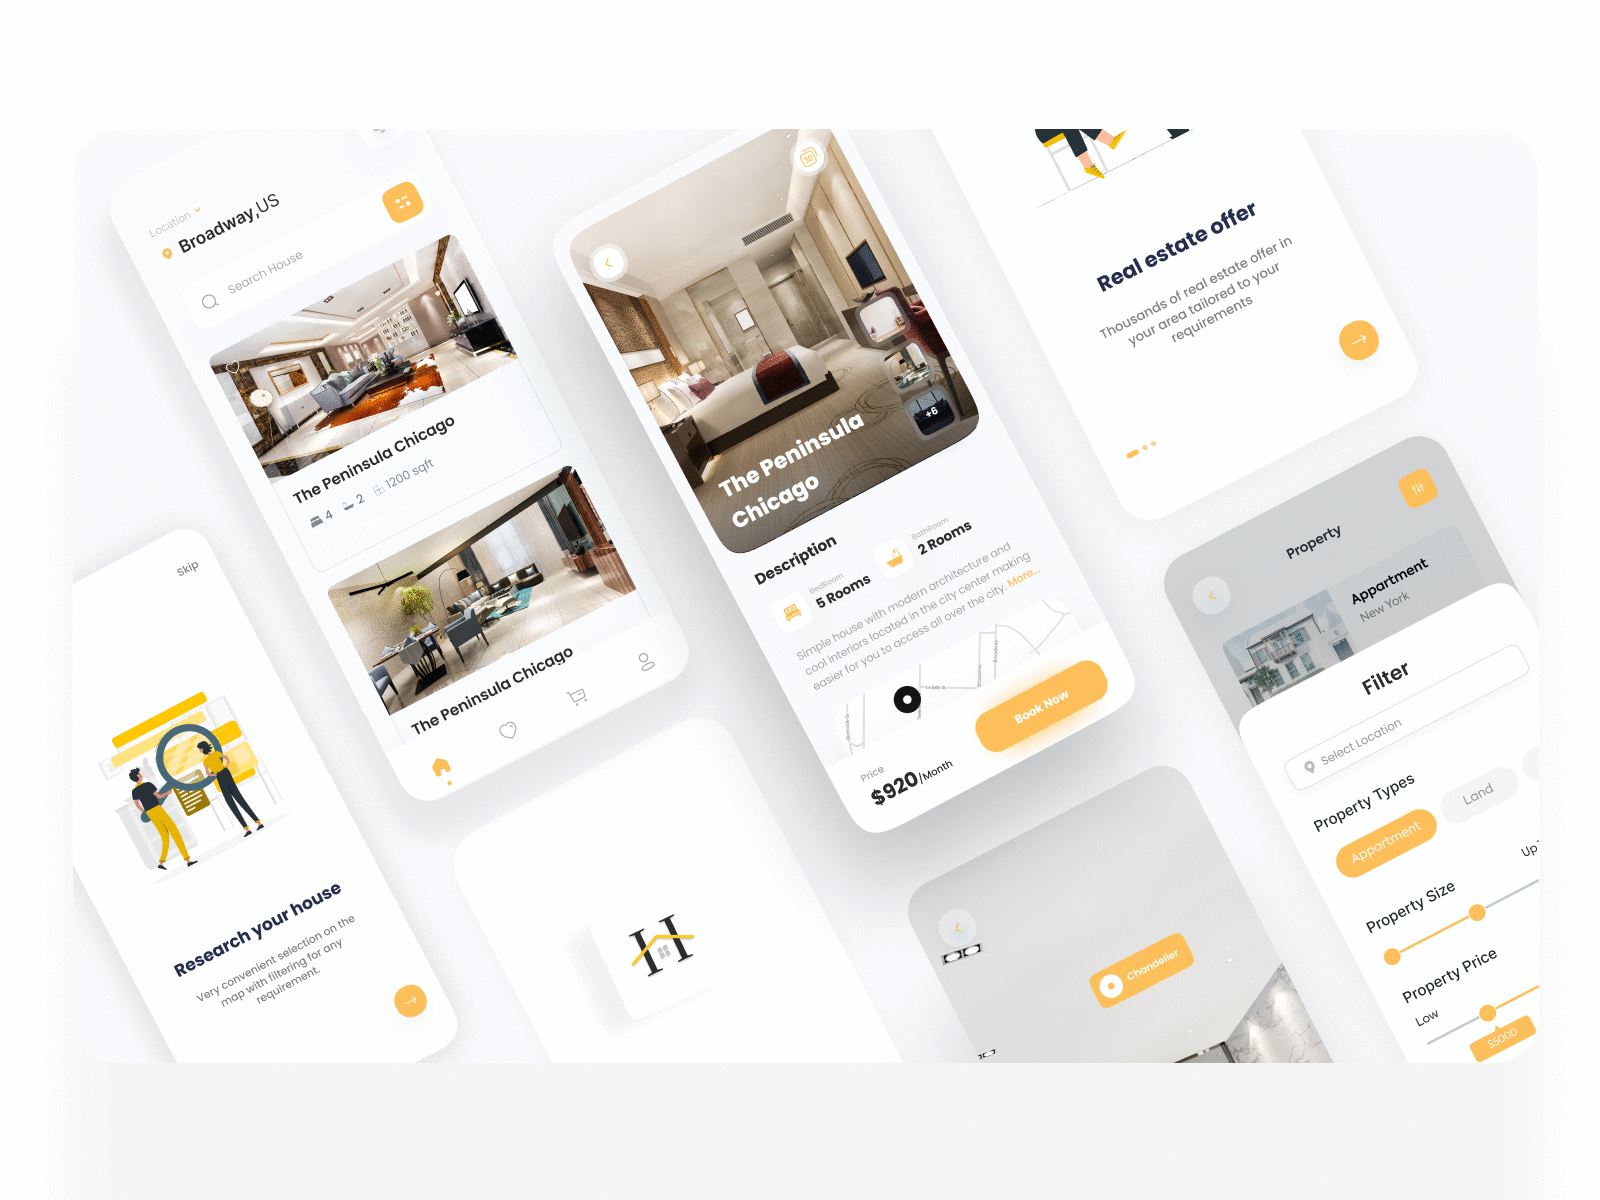 Location
Broadway,US
Search House
The Peninsula Chicago
4 2 1200 sqft
The Peninsula Chicago
30
The Peninsula
Chicago
+6
Description
BedRoom
5 Rooms
BathRoom
2 Rooms
Simple house with modern architecture and
cool interiors located in the city center making
easier for you to access all over the city. More...
Broadway
Broadway
Price
$920/Month
Book Now
Real estate offer
Thousands of real estate offer in
your area tailored to your
requirements
Skip
Research your house
Very convenient selection on the
map with filtering for any
requirement.
H
Chandelier
Property
Appartment
New York
Filter
Select Location
Property Types
Appartment
Land
Property Size
Property Price
Low
$5000